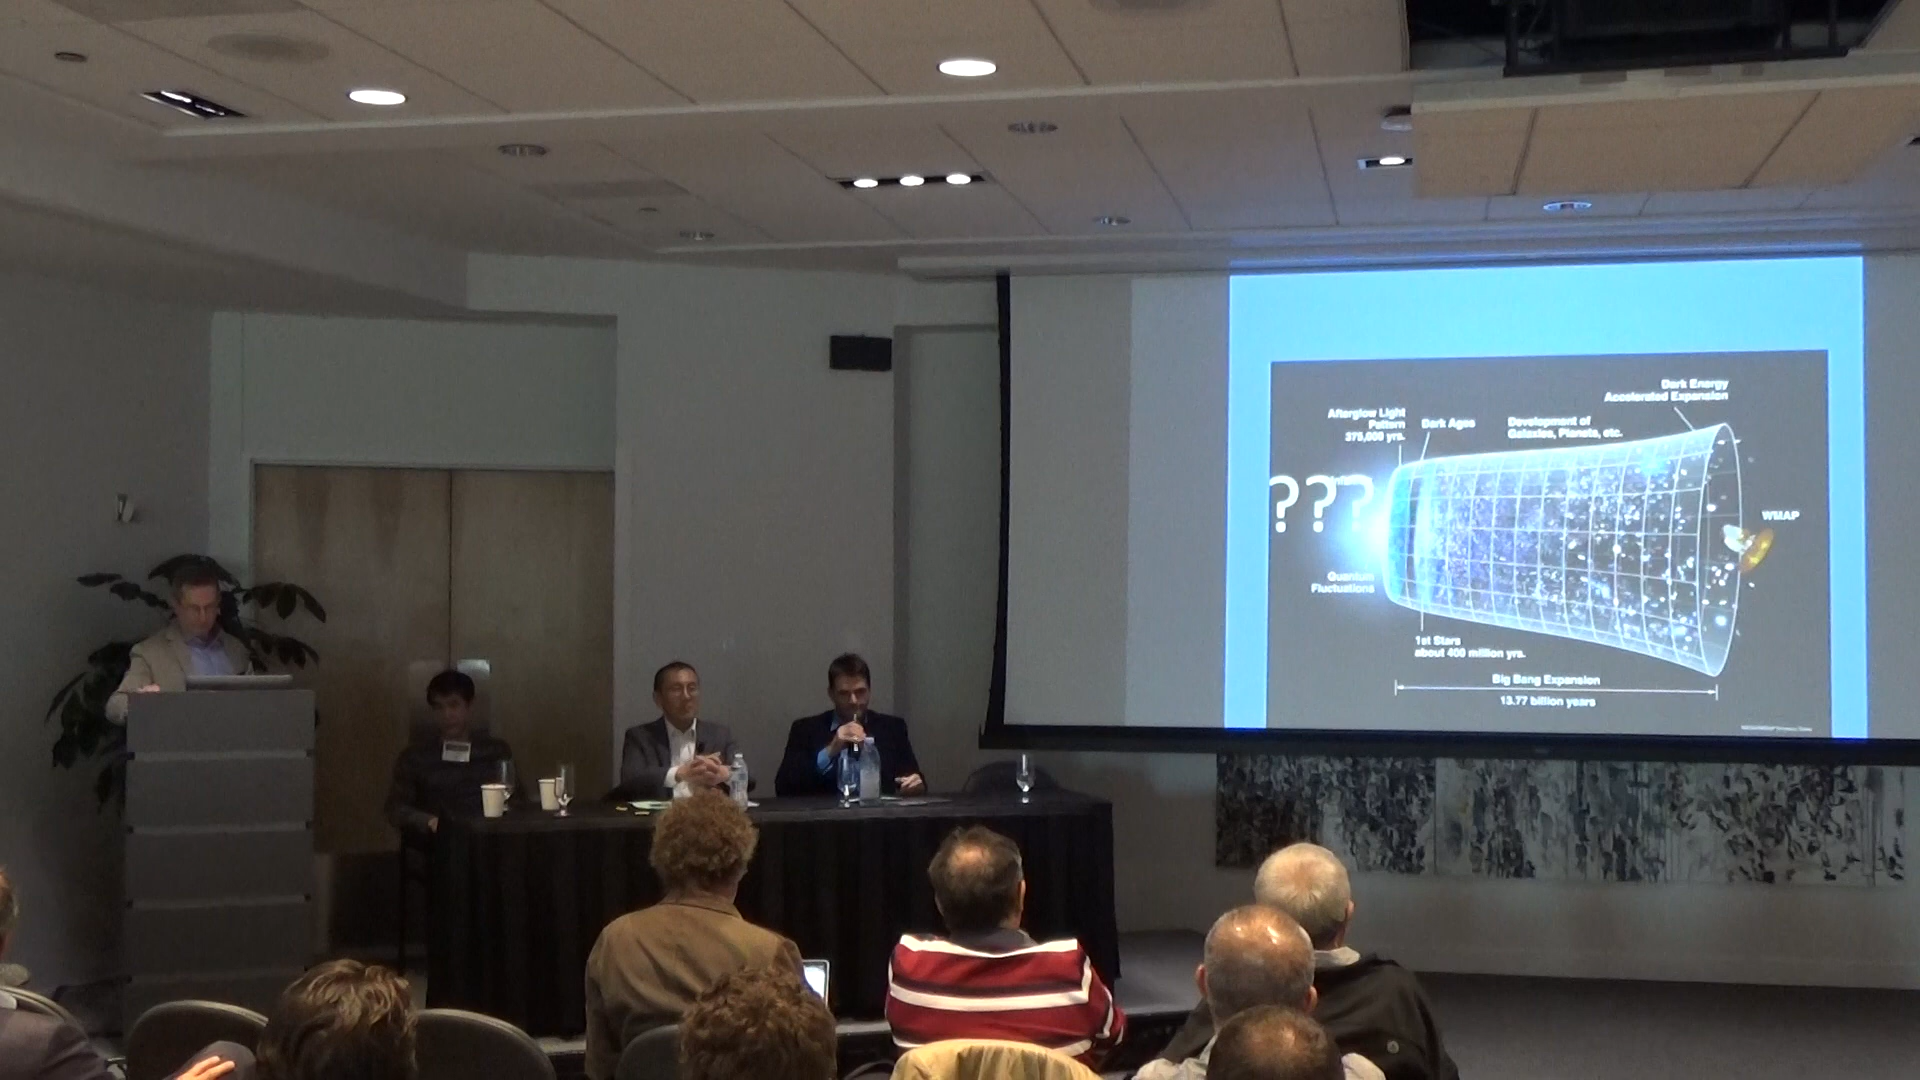 Dark Energy
Accelerated Expansion
Afterglow Light
Pattern
375,000 yrs.
Dark Ages
Development of
Galaxies, Planets, etc.
???
WMAP
Quantum
Fluctuations
1st Stars
about 400 million yrs.
Big Bang Expansion
13.77 billion years